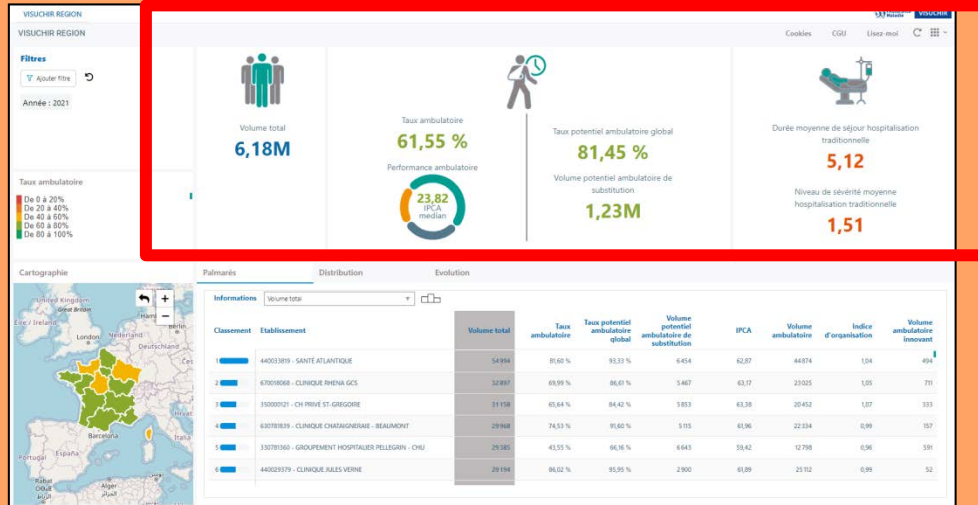 VISUCHIR REGION
VISUCHIR
VISUCHIR REGION
Cookies CGU Lisez-moi
Filtres
Ajouter filtre
Année : 2021
Taux ambulatoire
De 0 à 20%
De 20 à 40%
De 40 à 60%
De 60 à 80%
De 80 à 100%
Volume total
6,18M
Taux ambulatoire
61,55 %
Performance ambulatoire
23,82
IPCA
median
Taux potentiel ambulatoire global
81,45 %
Volume potentiel ambulatoire de
substitution
1,23M
Durée moyenne de séjour hospitalisation
traditionnelle
5,12
Niveau de sévérité moyenne
hospitalisation traditionnelle
1,51
Cartographie
United Kingdom
London
Nederland
Berlin
Deutschland
Barcelona
España
Portugal
Italia
Rabat
Alger
Palmarès Distribution Evolution
Informations Volume total
Classement Etablissement Volume total Taux ambulatoire Taux potentiel ambulatoire global Volume potentiel ambulatoire de substitution IPCA Volume ambulatoire Indice d'organisation Volume ambulatoire innovant
1 440033819 - SANTÉ ATLANTIQUE 54 994 81,60 % 93,33 % 6 454 62,97 44 874 1,04 494
2 670018068 - CLINIQUE RHENA GCS 32 897 69,99 % 86,61 % 5 467 63,17 23 025 1,05 711
3 350000121 - CH PRIVÉ ST-GREGOIRE 31 158 65,64 % 84,42 % 5 853 63,38 20 452 1,07 333
4 630781839 - CLINIQUE CHATAIGNERAIE - BEAUMONT 29 968 74,53 % 91,60 % 5 115 61,96 22 334 0,99 157
5 330781360 - GROUPEMENT HOSPITALIER PELLEGRIN - CHU 29 385 43,55 % 66,16 % 6 643 59,42 12 798 0,96 591
6 440029379 - CLINIQUE JULES VERNE 29 194 86,02 % 95,95 % 2 900 61,89 25 112 0,99 52